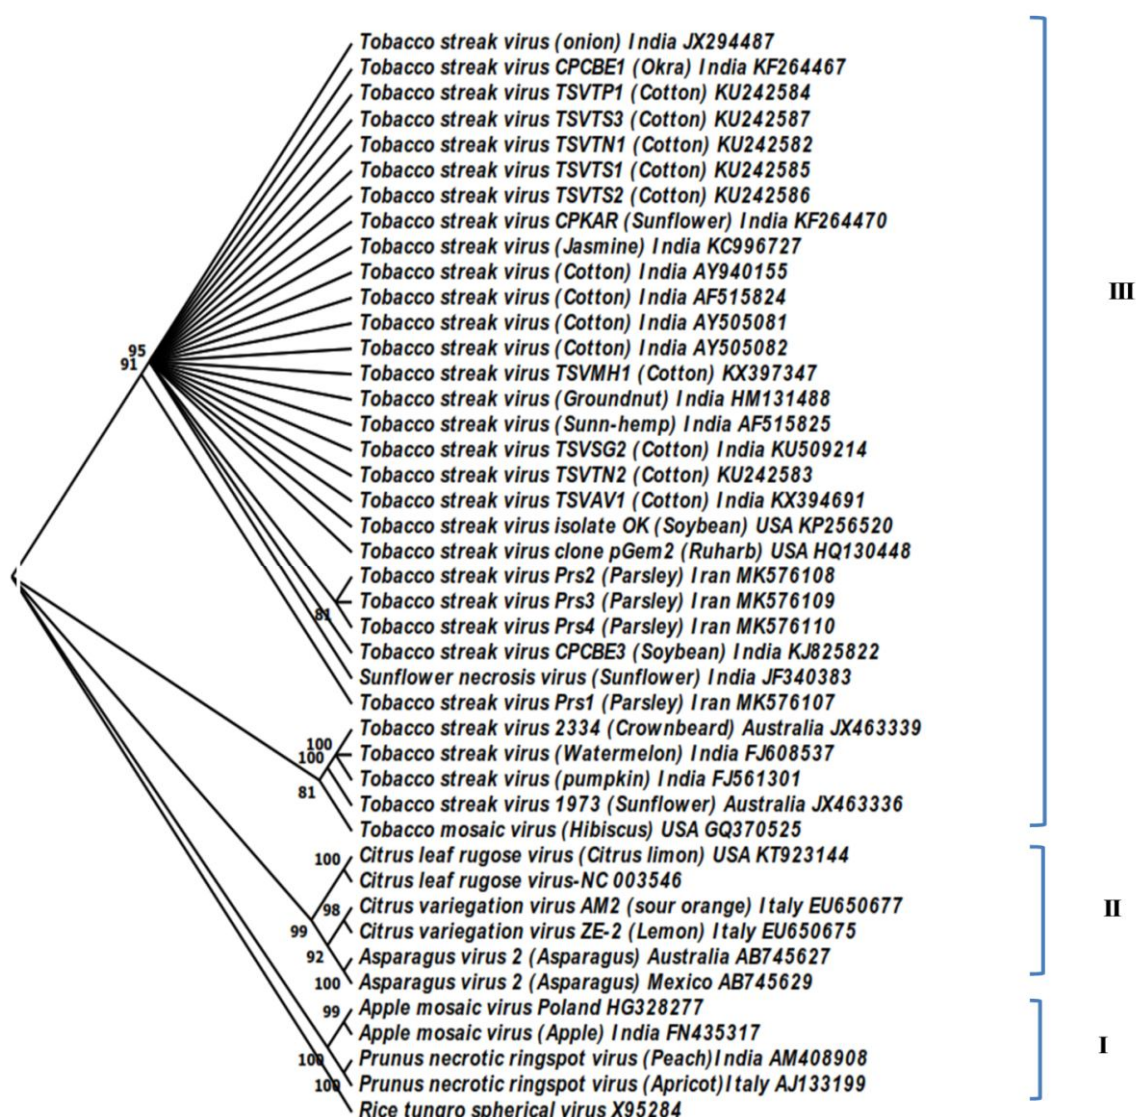 Tobacco streak virus (onion) India JX294487
Tobacco streak virus CPCBE1 (Okra) India KF264467
Tobacco streak virus TSVTP1 (Cotton) KU242584
Tobacco streak virus TSVTS3 (Cotton) KU242587
Tobacco streak virus TSVTN1 (Cotton) KU242582
Tobacco streak virus TSVTS1 (Cotton) KU242585
Tobacco streak virus TSVTS2 (Cotton) KU242586
Tobacco streak virus CPKAR (Sunflower) India KF264470
Tobacco streak virus (Jasmine) India KC996727
Tobacco streak virus (Cotton) India AY940155
Tobacco streak virus (Cotton) India AF515824
III
Tobacco streak virus (Cotton) India AY505081
Tobacco streak virus (Cotton) India AY505082
95
91
Tobacco streak virus TSVMH1 (Cotton) KX397347
Tobacco streak virus (Groundnut) India HM131488
Tobacco streak virus (Sunn-hemp) India AF515825
Tobacco streak virus TSVSG2 (Cotton) India KU509214
Tobacco streak virus TSVTN2 (Cotton) KU242583
Tobacco streak virus TSVAV1 (Cotton) India KX394691
Tobacco streak virus isolate OK (Soybean) USA KP256520
Tobacco streak virus clone pGem2 (Ruharb) USA HQ130448
Tobacco streak virus Prs2 (Parsley) Iran MK576108
Tobacco streak virus Prs3 (Parsley) Iran MK576109
81
Tobacco streak virus Prs4 (Parsley) Iran MK576110
Tobacco streak virus CPCBE3 (Soybean) India KJ825822
Sunflower necrosis virus (Sunflower) India JF340383
Tobacco streak virus Prs1 (Parsley) Iran MK576107
Tobacco streak virus 2334 (Crownbeard) Australia JX463339
100
Tobacco streak virus (Watermelon) India FJ608537
100
Tobacco streak virus (pumpkin) India FJ561301
81
Tobacco streak virus 1973 (Sunflower) Australia JX463336
Tobacco mosaic virus (Hibiscus) USA GQ370525
100
Citrus leaf rugose virus (Citrus limon) USA KT923144
Citrus leaf rugose virus-NC 003546
98
Citrus variegation virus AM2 (sour orange) Italy EU650677
II
99
Citrus variegation virus ZE-2 (Lemon) Italy EU650675
92
Asparagus virus 2 (Asparagus) Australia AB745627
100
Asparagus virus 2 (Asparagus) Mexico AB745629
99
Apple mosaic virus Poland HG328277
Apple mosaic virus (Apple) India FN435317
I
100
Prunus necrotic ringspot virus (Peach)India AM408908
100
Prunus necrotic ringspot virus (Apricot)Italy AJ133199
Rice tungro spherical virus X95284